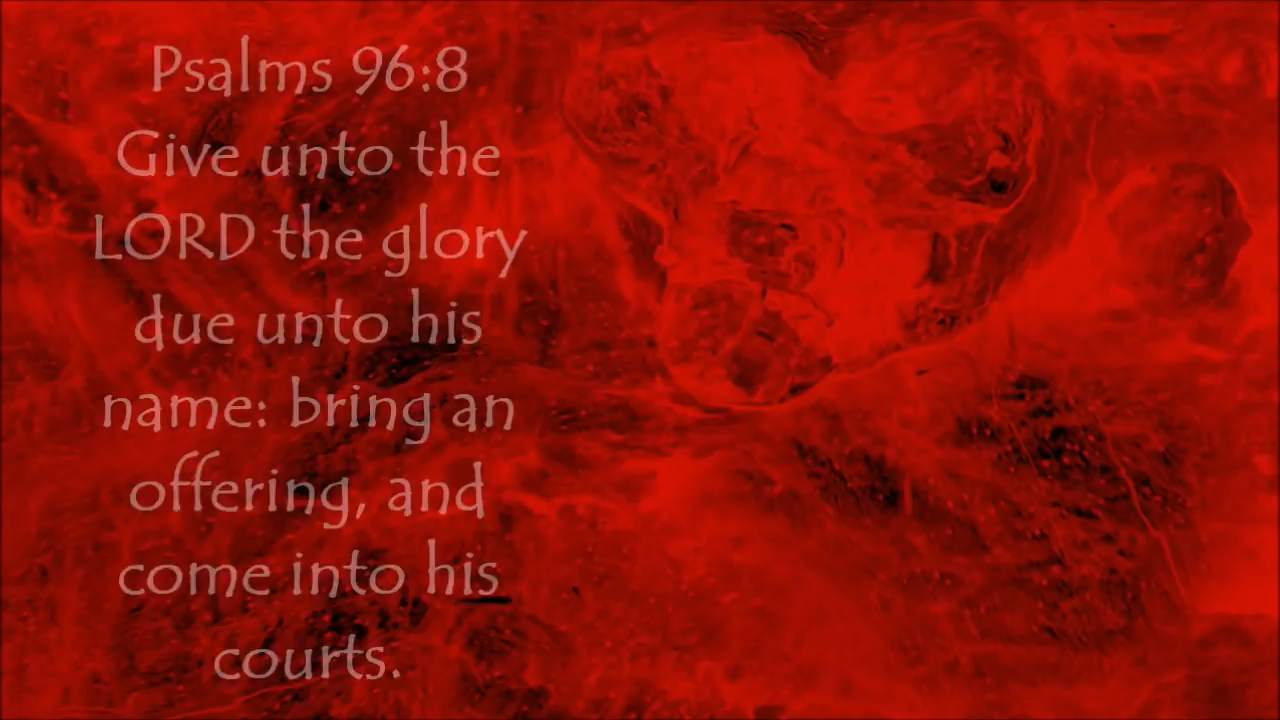 Psalms 96:8
Give unto the
LORD the glory
due unto his
name: bring an
offering, and
come into his
courts.